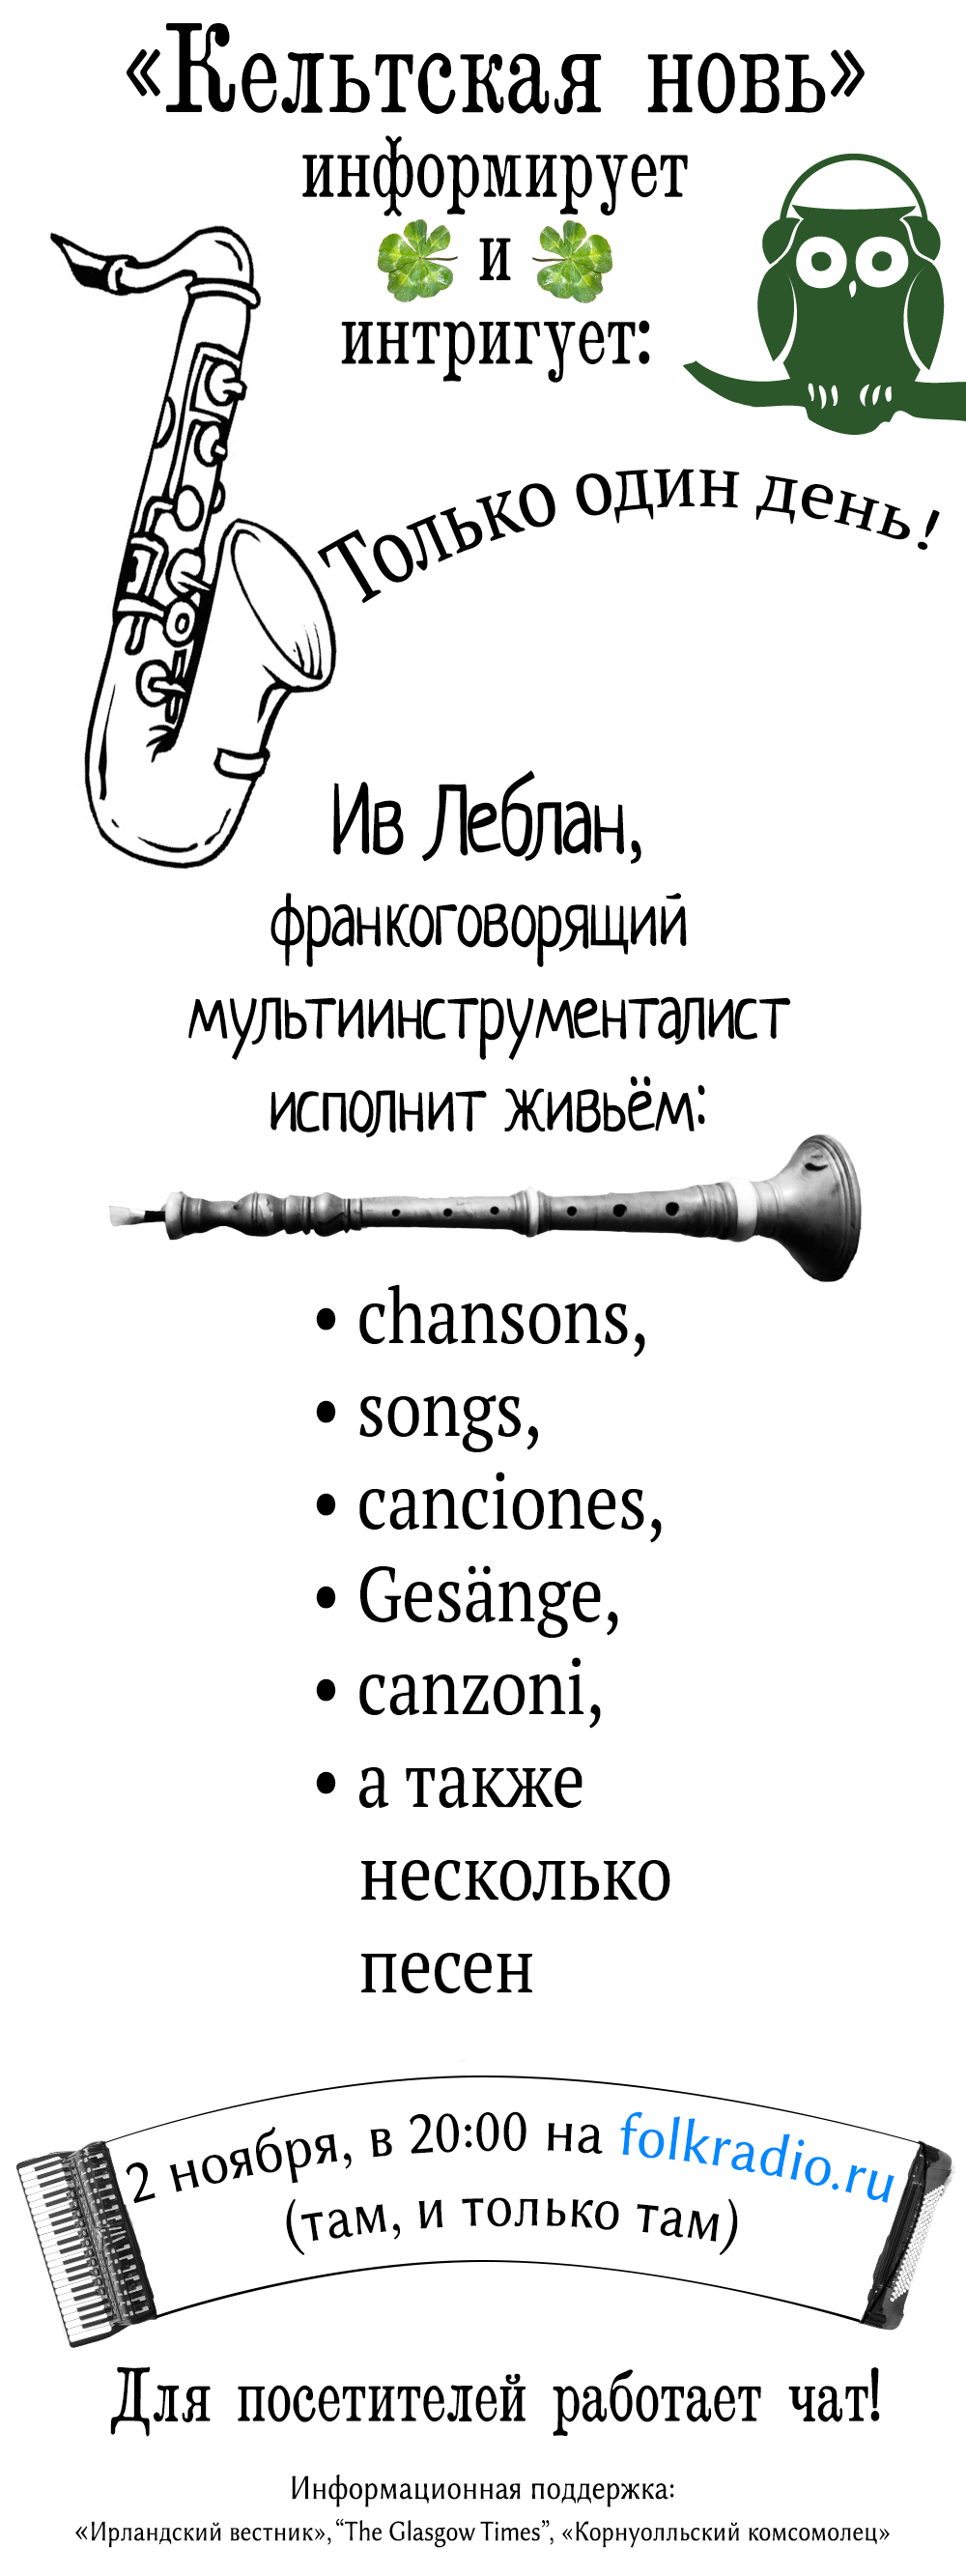 «Кельтская новь»
информирует
и
интригует:
Только один день!
Ив Леблан,
франкоговорящий
мультиинструменталист
исполнит живьём:
• chansons,
• songs,
• canciones,
• Gesänge,
• canzoni,
• а также
несколько
песен
2 ноября, в 20:00 на folkradio.ru
(там, и только там)
Для посетителей работает чат!
Информационная поддержка:
«Ирландский вестник», “The Glasgow Times”, «Корнуолльский комсомолец»